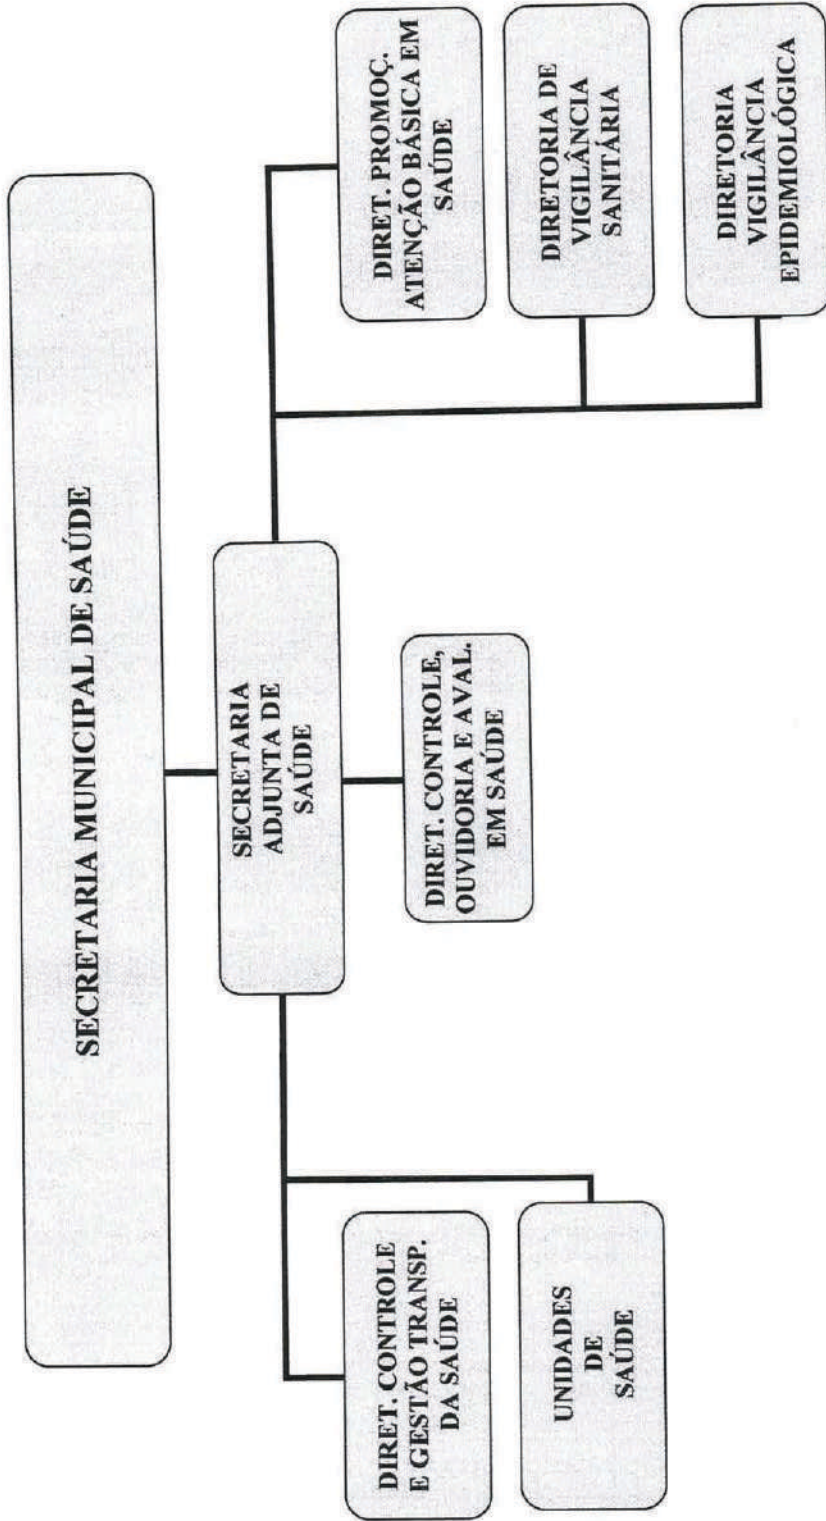 SECRETARIA MUNICIPAL DE SAÚDE
SECRETARIA
ADJUNTA DE
SAÚDE
DIRET. CONTROLE
E GESTÃO TRANSP.
DA SAÚDE
UNIDADES
DE
SAÚDE
DIRET. CONTROLE,
OUVIDORIA E AVAL.
EM SAÚDE
DIRET. PROMOÇ.
ATENÇÃO BÁSICA EM
SAÚDE
DIRETORIA DE
VIGILÂNCIA
SANITÁRIA
DIRETORIA
VIGILÂNCIA
EPIDEMIOLÓGICA